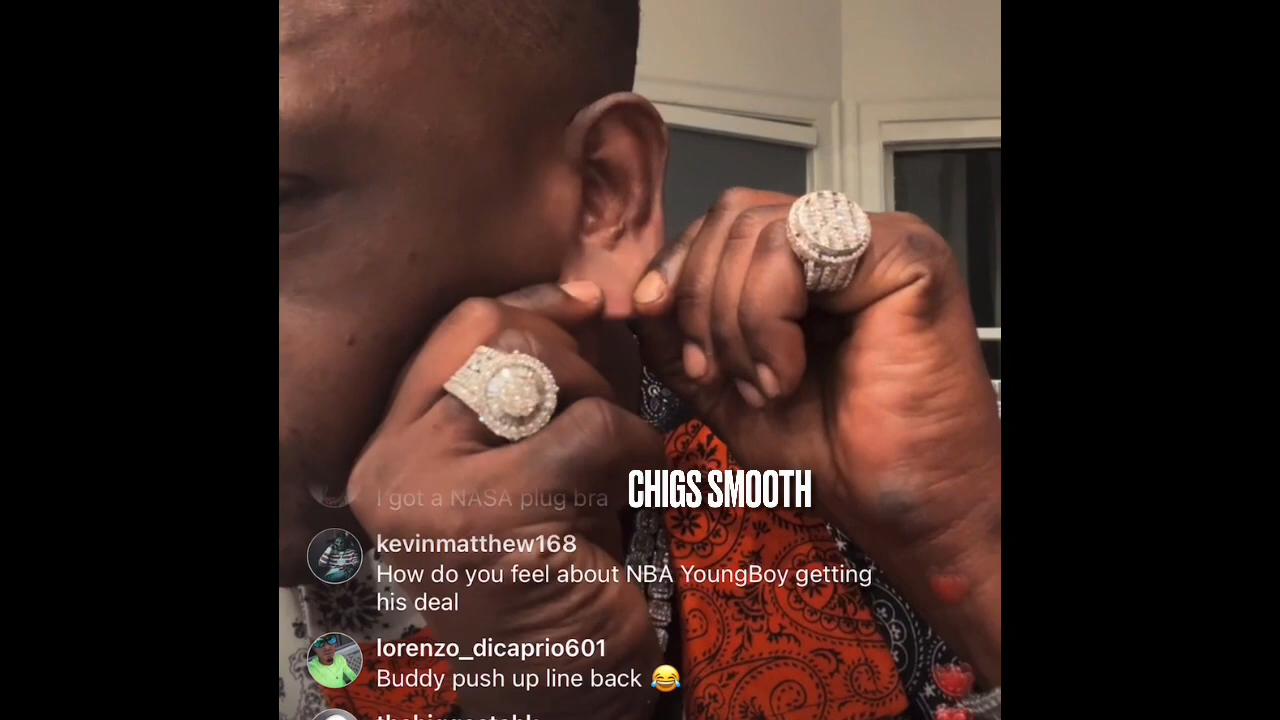 I got a NASA plug bra
CHIGS SMOOTH
kevinmatthew168
How do you feel about NBA YoungBoy getting
his deal
lorenzo_dicaprio601
Buddy push up line back 😂